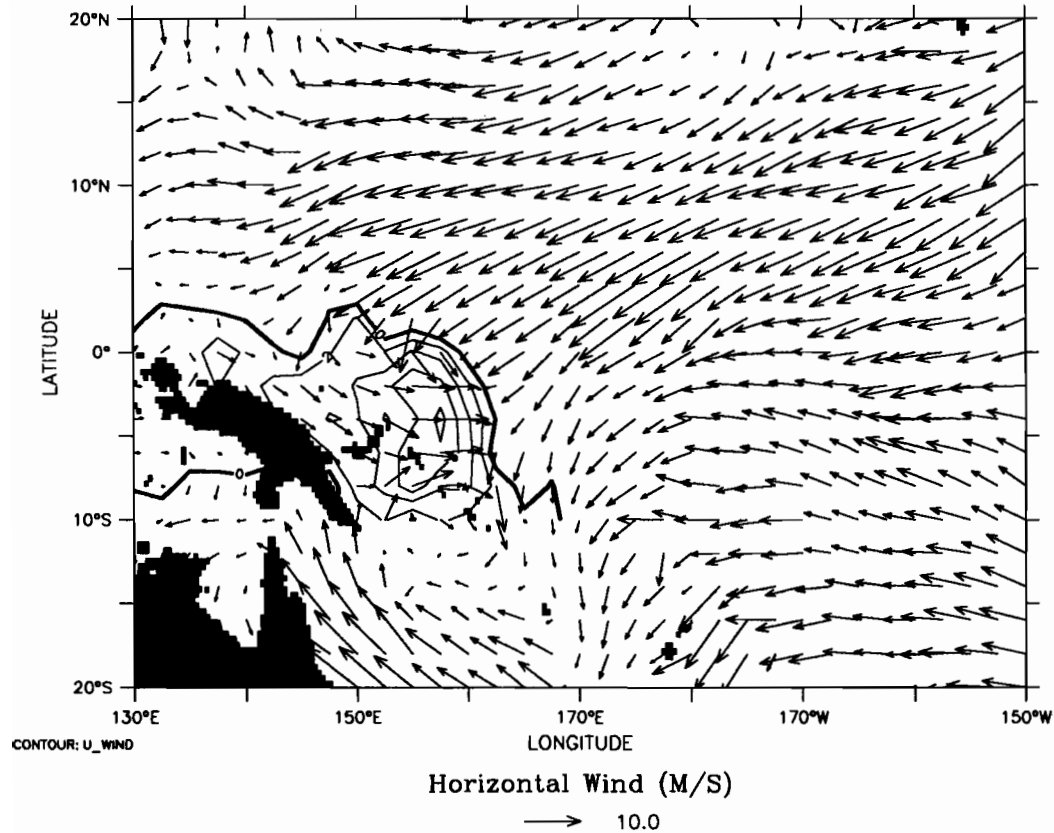 20°N
10°N
0°
10°S
20°S
LATITUDE
0
0
130°E 150°E 170°E 170°W 150°W
CONTOUR: U_WIND
LONGITUDE
Horizontal Wind (M/S)
10.0